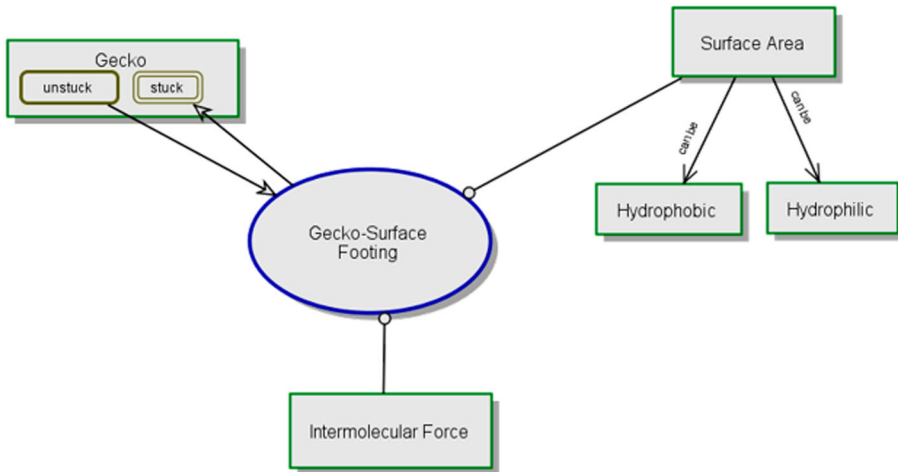 Gecko
unstuck
stuck
Surface Area
can be
can be
Hydrophobic
Hydrophilic
Gecko-Surface
Footing
Intermolecular Force